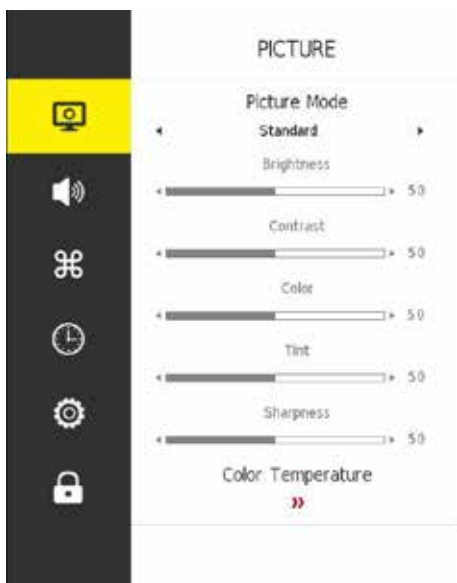 PICTURE
Picture Mode
Standard
Brightness
50
Contrast
50
Color
50
Tint
50
Sharpness
50
Color Temperature
»